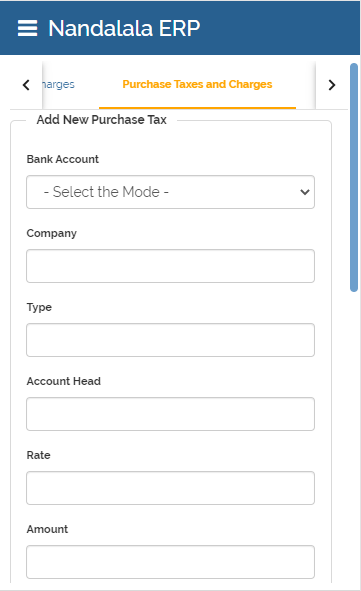 Nandalala ERP
harges
Purchase Taxes and Charges
Add New Purchase Tax
Bank Account
- Select the Mode -
Company
Type
Account Head
Rate
Amount